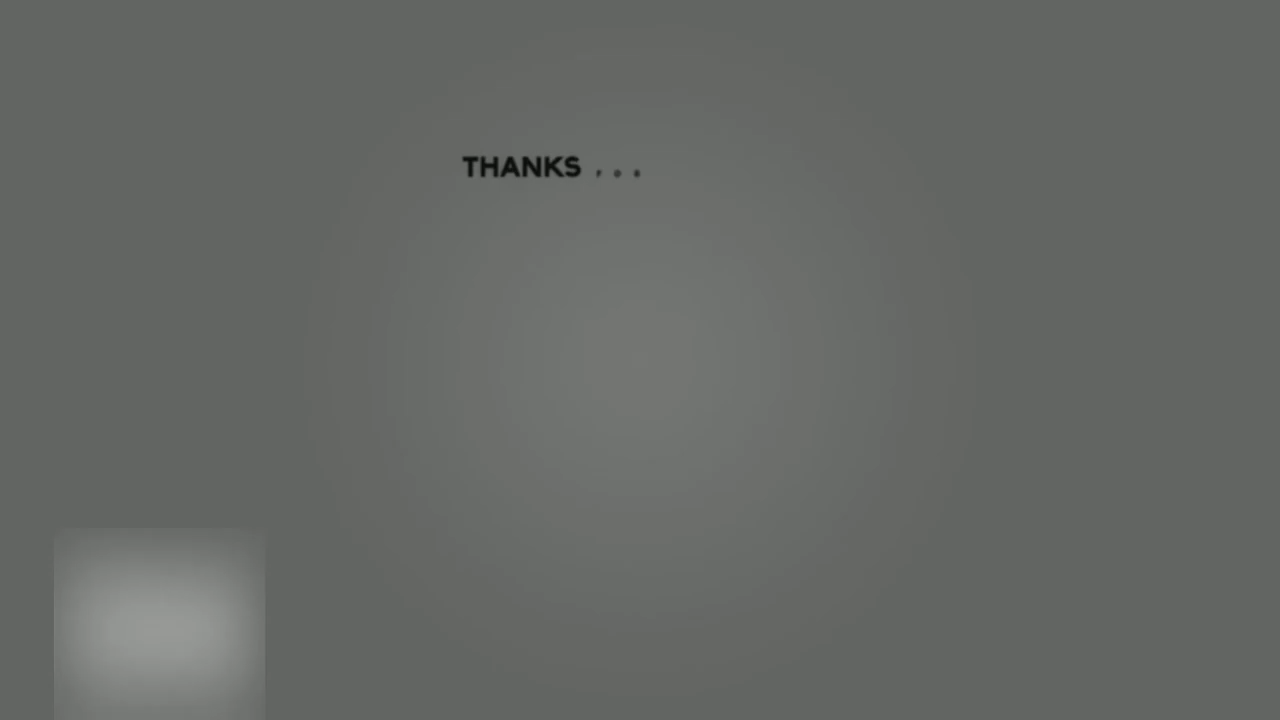 THANKS . . .